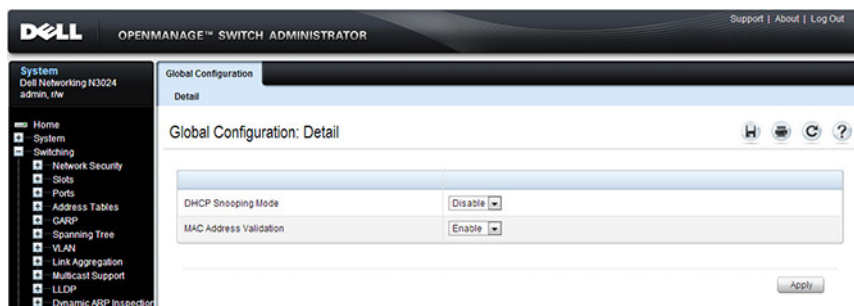 Support | About | Log Out
DELL OPENMANAGE™ SWITCH ADMINISTRATOR
System
Dell Networking N3024
admin, r/w
Home
System
Switching
Network Security
Slots
Ports
Address Tables
GARP
Spanning Tree
VLAN
Link Aggregation
Multicast Support
LLDP
Dynamic ARP Inspection
Global Configuration
Detail
Global Configuration: Detail
DHCP Snooping Mode Disable
MAC Address Validation Enable
Apply